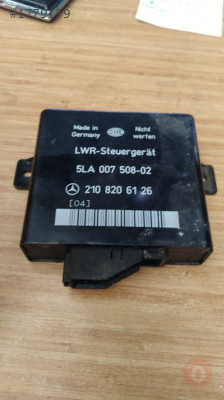 Made in
Germany
Nicht
werfen
LWR-Steuergerät
5LA 007 508-02
210 820 61 26
[04]